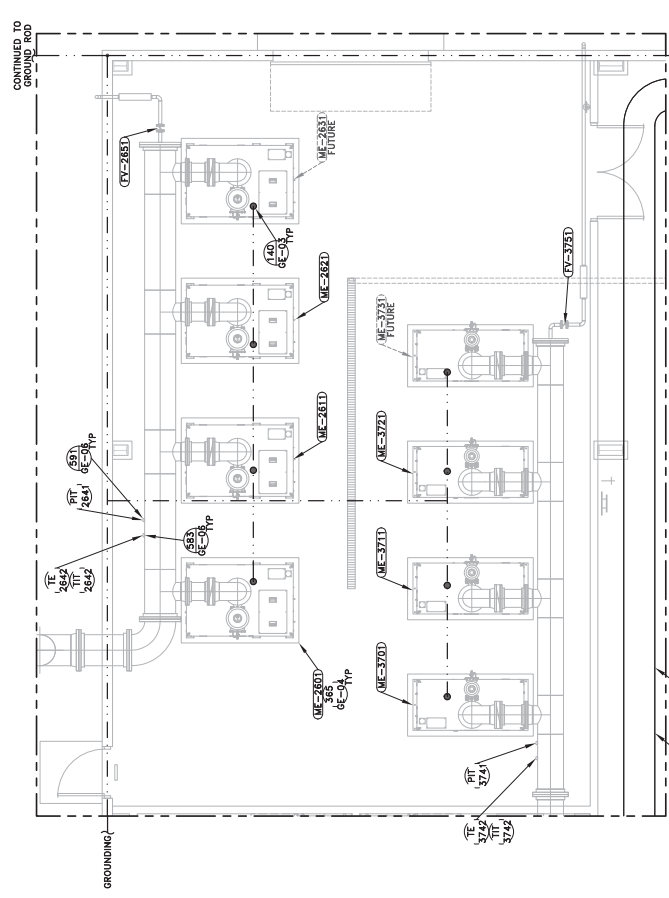 CONTINUED TO
GROUND ROD
FV-2651
ME-2631
FUTURE
140
GE-03
TYP
ME-2621
FV-3751
ME-3731
FUTURE
591
GE-06
TYP
PIT
2641
ME-2611
ME-3721
583
GE-06
TYP
TE
2642
TIT
2642
ME-3711
ME-2601
365
GE-04
TYP
ME-3701
PIT
3741
TE
3742
TIT
3742
GROUNDING